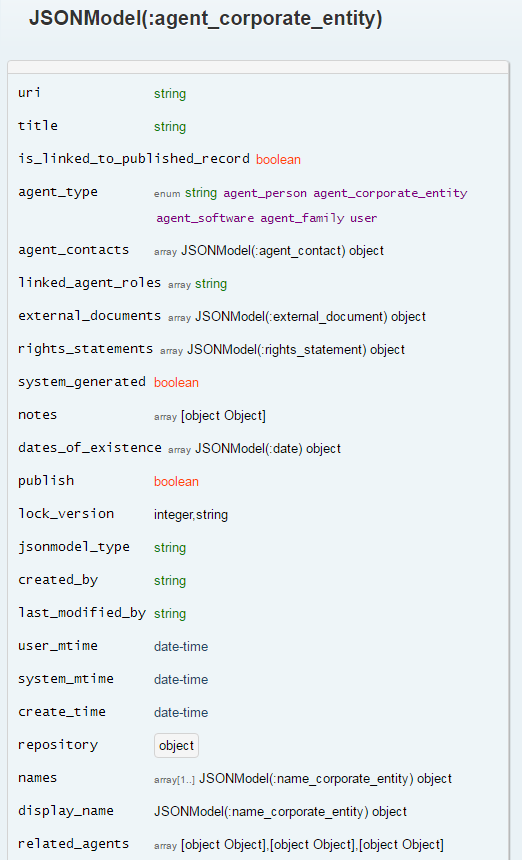 JSONModel(:agent_corporate_entity)
uri string
title string
is_linked_to_published_record boolean
agent_type enum string agent_person agent_corporate_entity
agent_software agent_family user
agent_contacts array JSONModel(:agent_contact) object
linked_agent_roles array string
external_documents array JSONModel(:external_document) object
rights_statements array JSONModel(:rights_statement) object
system_generated boolean
notes array [object Object]
dates_of_existence array JSONModel(:date) object
publish boolean
lock_version integer,string
jsonmodel_type string
created_by string
last_modified_by string
user_mtime date-time
system_mtime date-time
create_time date-time
repository object
names array[1..] JSONModel(:name_corporate_entity) object
display_name JSONModel(:name_corporate_entity) object
related_agents array [object Object],[object Object],[object Object]